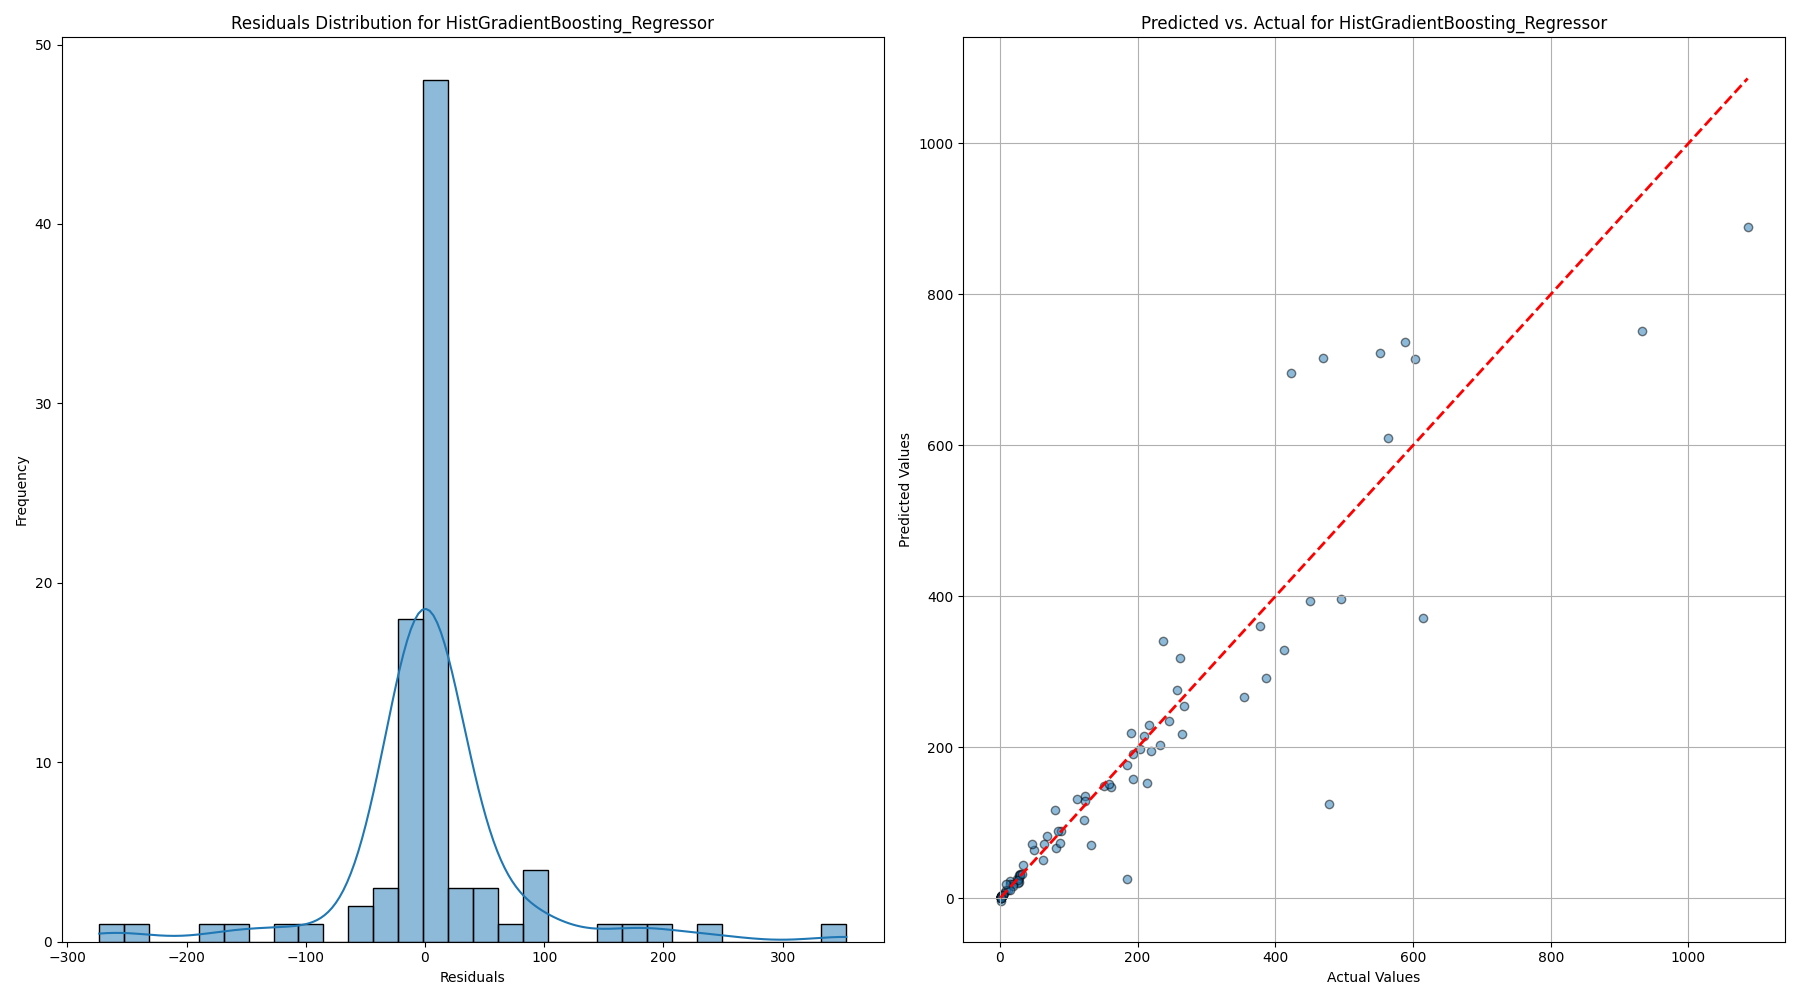 Residuals Distribution for HistGradientBoosting_Regressor
50
40
30
20
10
0
Frequency
−300 −200 −100 0 100 200 300
Residuals
Predicted vs. Actual for HistGradientBoosting_Regressor
1000
800
600
400
200
0
Predicted Values
0 200 400 600 800 1000
Actual Values